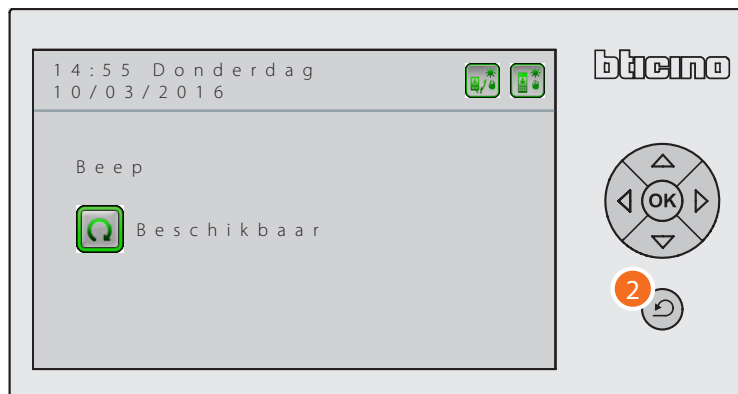 14:55 Donderdag
10/03/2016
bticino
Beep
Beschikbaar
OK
2